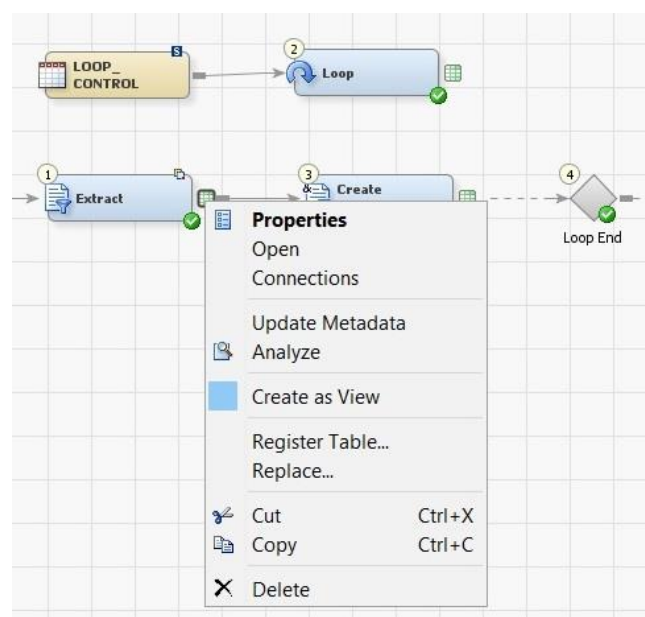 S
LOOP_
CONTROL
2
Loop
1
Extract
3
&
Create
4
Loop End
Properties
Open
Connections
Update Metadata
Analyze
Create as View
Register Table...
Replace...
Cut Ctrl+X
Copy Ctrl+C
Delete